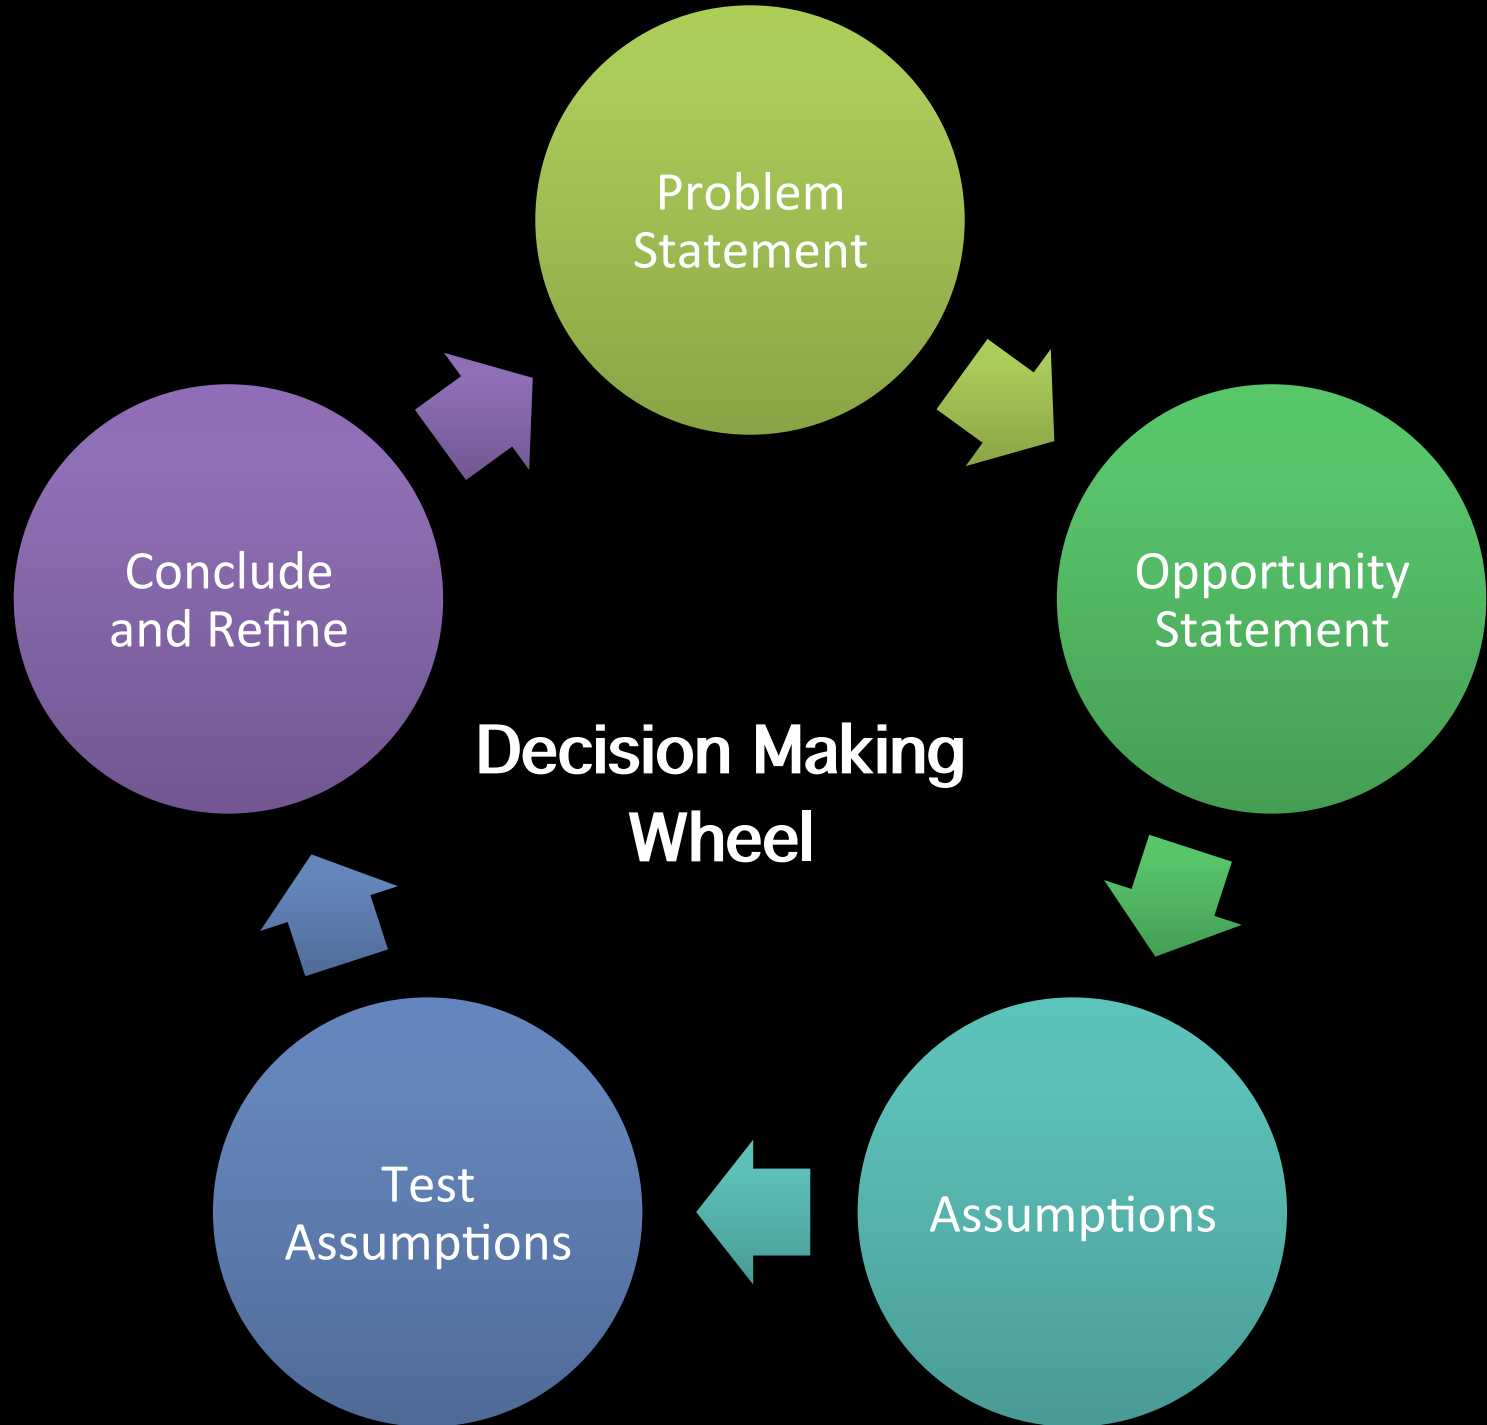 Problem
Statement
Opportunity
Statement
Assumptions
Test
Assumptions
Conclude
and Refine
Decision Making
Wheel